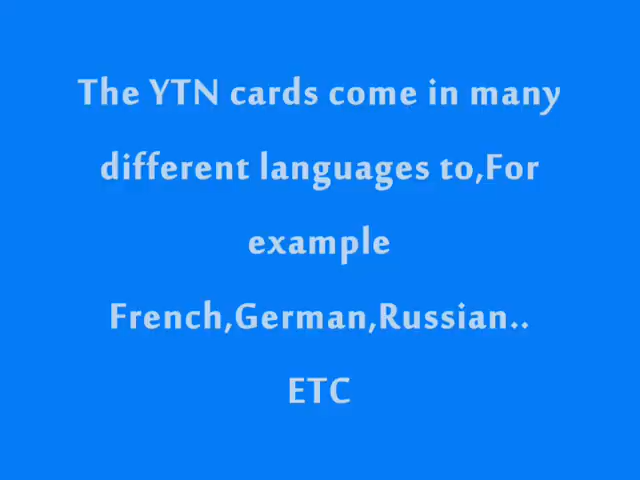 The YTN cards come in many
different languages to,For
example
French,German,Russian..
ETC